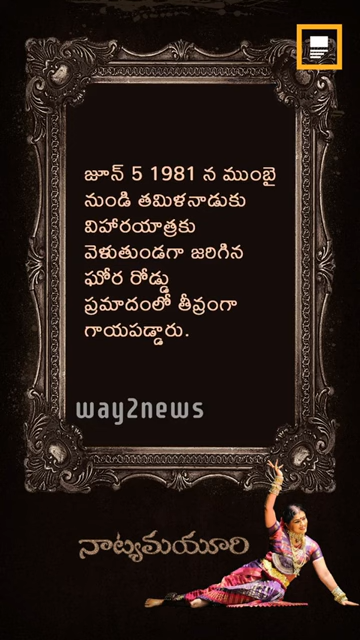 జూన్ 5 1981 న ముంబై
నుండి తమిళనాడుకు
విహారయాత్రకు
వెళుతుండగా జరిగిన
ఘోర రోడ్డు
ప్రమాదంలో తీవ్రంగా
గాయపడ్డారు.
way2news
నాట్యమయూరి